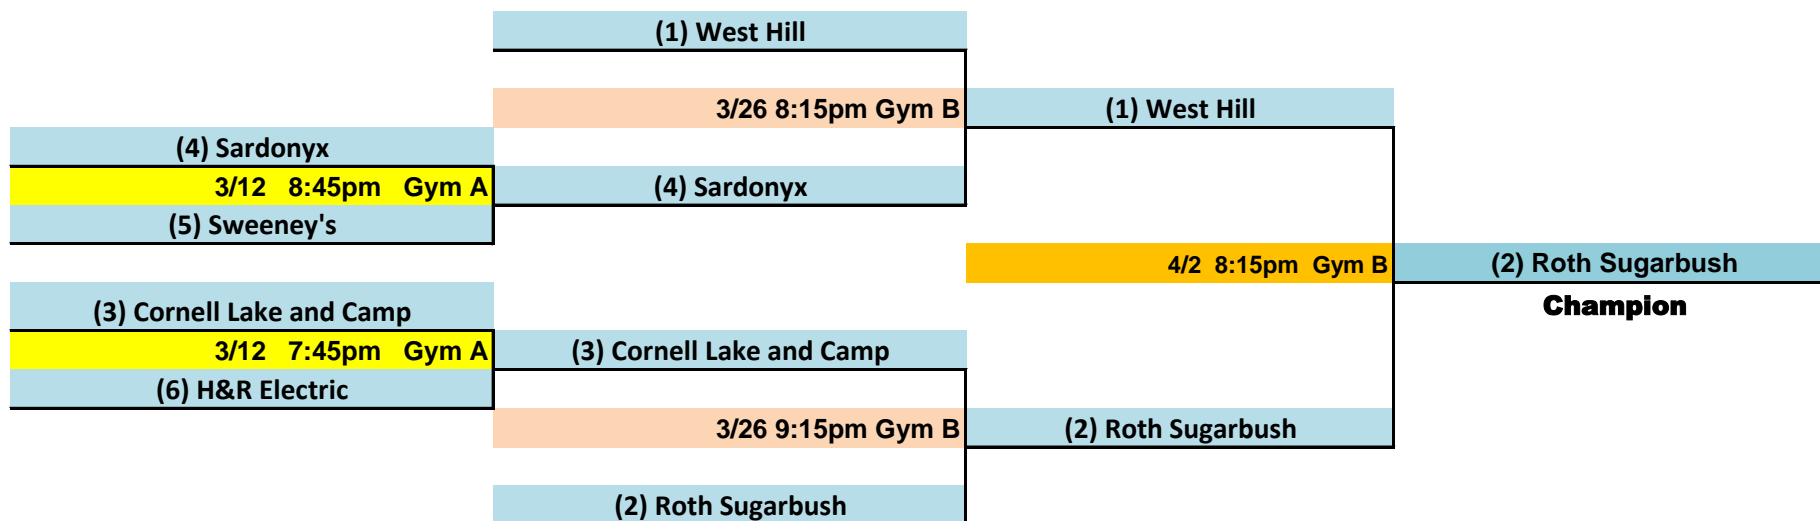 (1) West Hill
3/26 8:15pm Gym B
(1) West Hill
(4) Sardonyx
3/12 8:45pm Gym A
(4) Sardonyx
(5) Sweeney's
4/2 8:15pm Gym B
(2) Roth Sugarbush
(3) Cornell Lake and Camp
Champion
3/12 7:45pm Gym A
(3) Cornell Lake and Camp
(6) H&R Electric
3/26 9:15pm Gym B
(2) Roth Sugarbush
(2) Roth Sugarbush